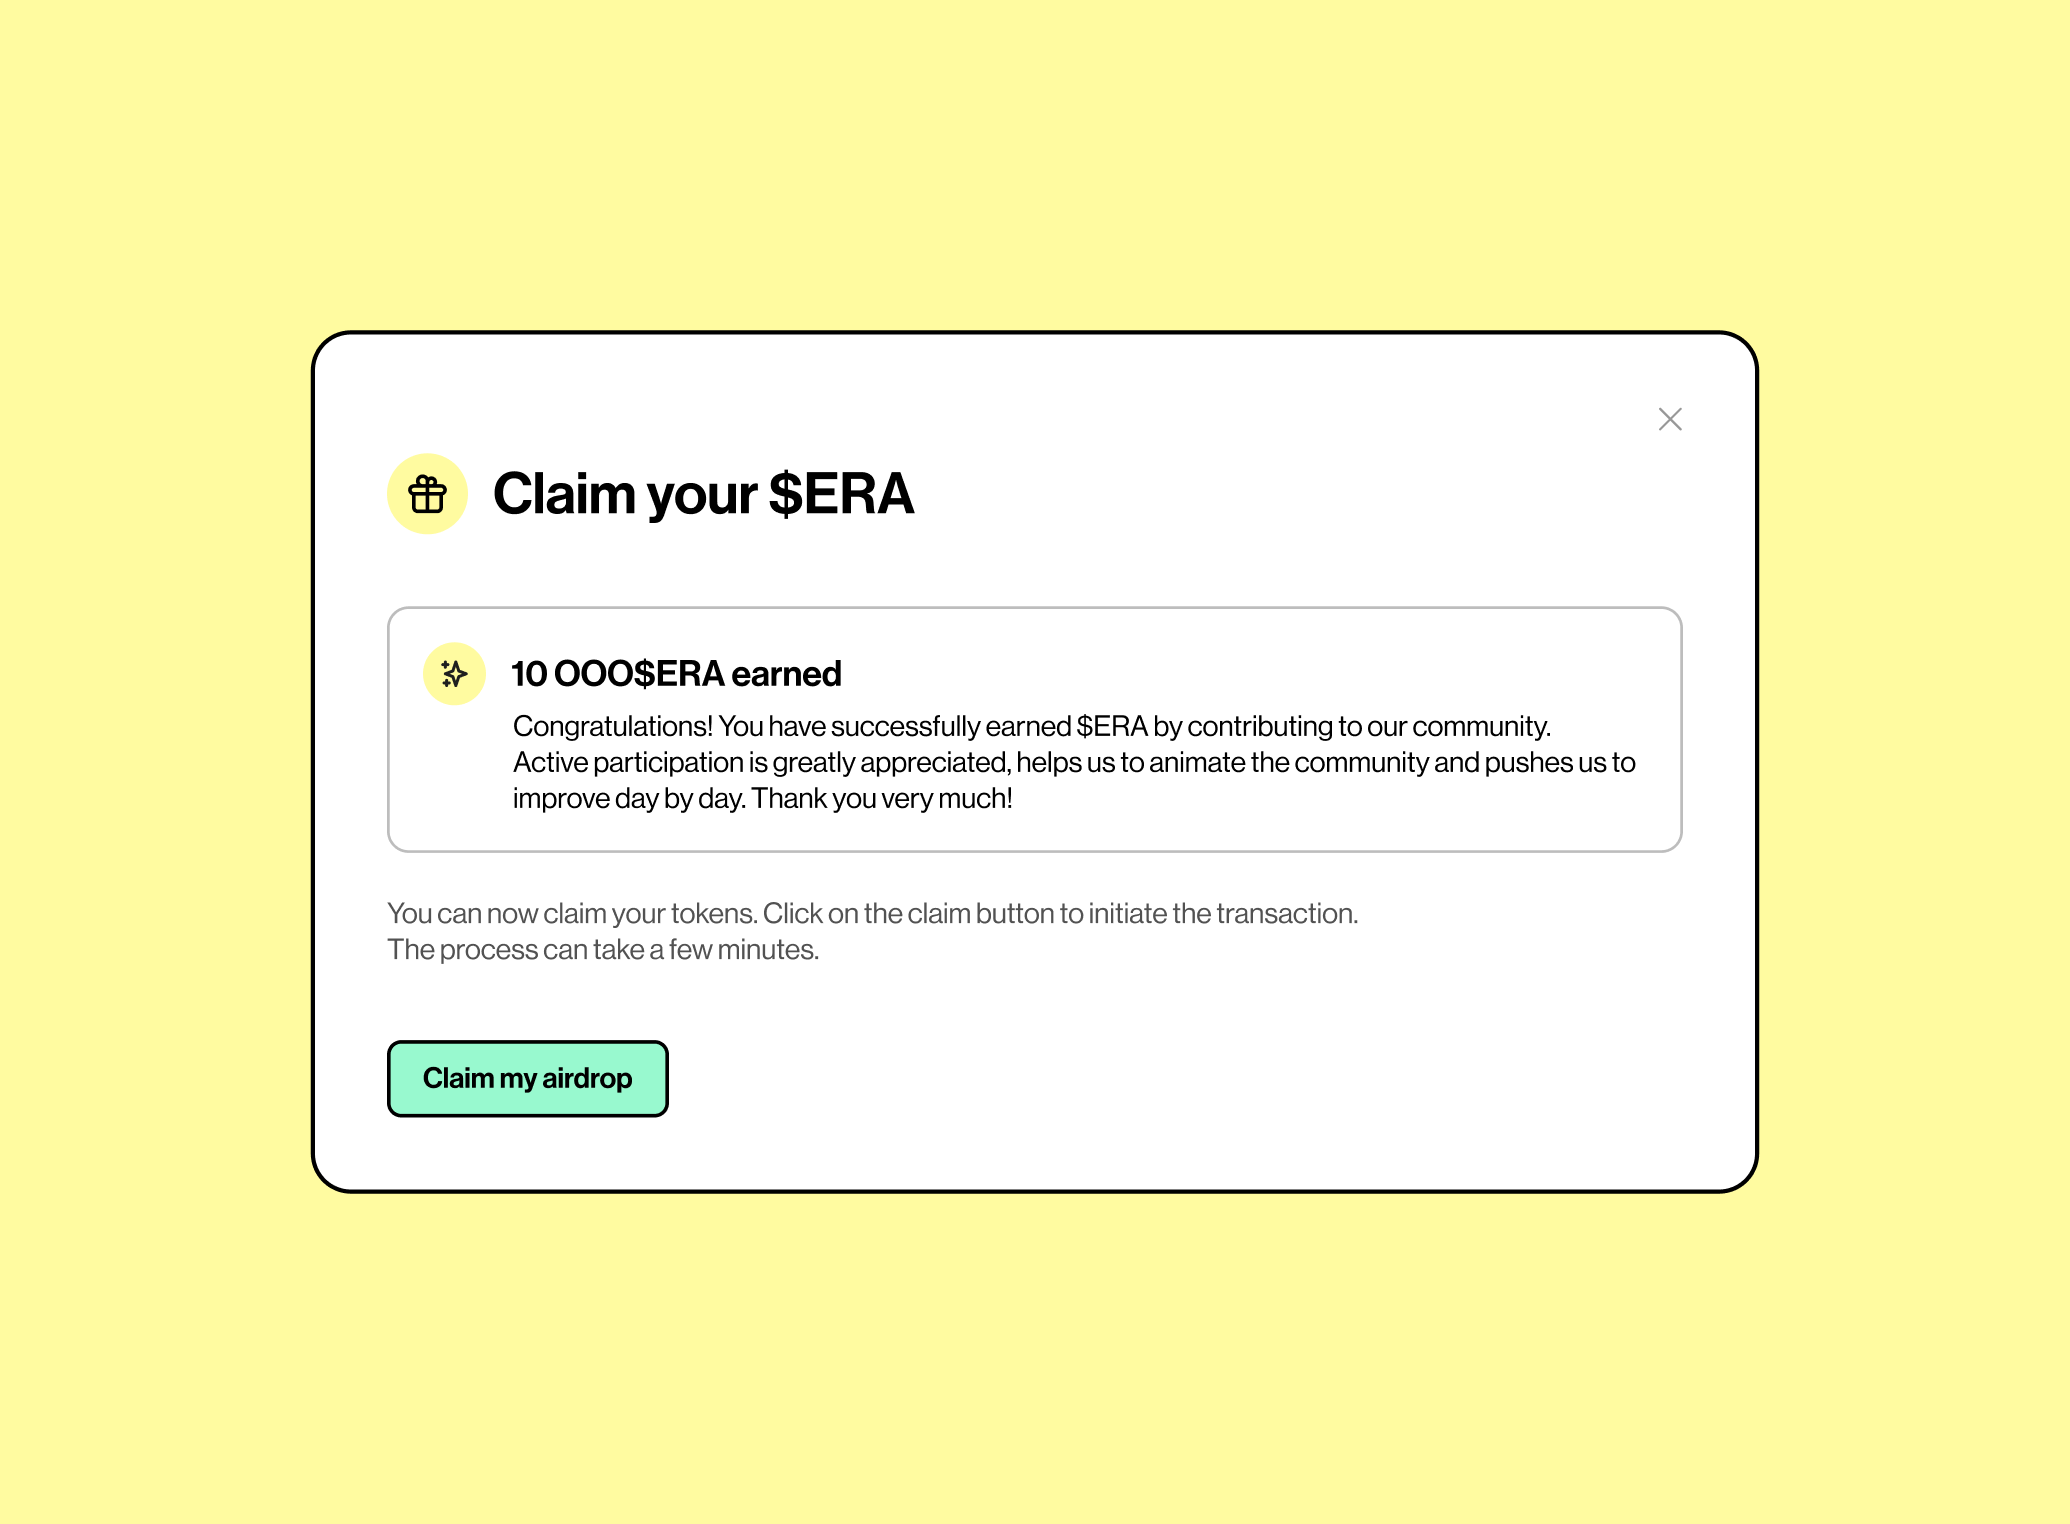 Claim your $ERA
10 OOO$ERA earned
Congratulations! You have successfully earned $ERA by contributing to our community.
Active participation is greatly appreciated, helps us to animate the community and pushes us to
improve day by day. Thank you very much!
You can now claim your tokens. Click on the claim button to initiate the transaction.
The process can take a few minutes.
Claim my airdrop